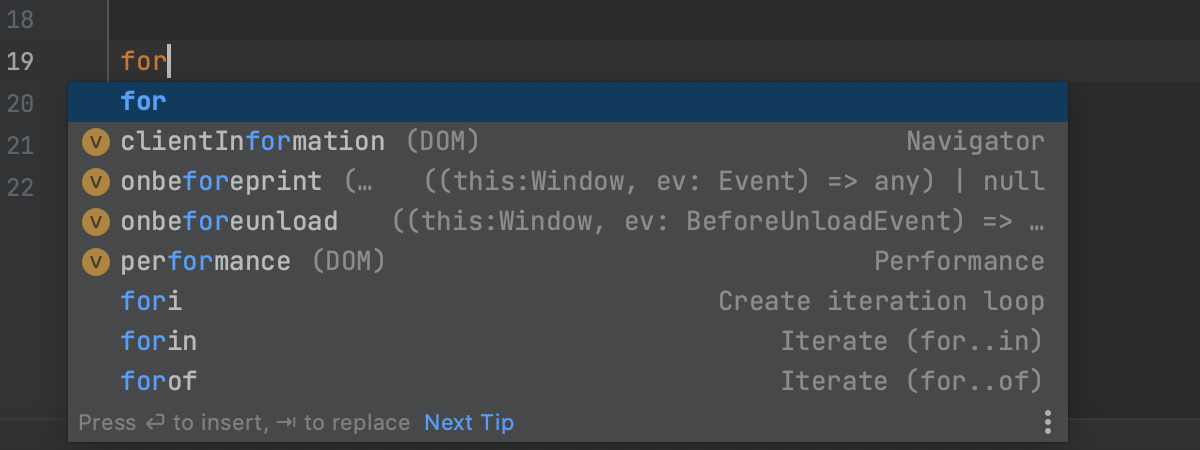 18
19 for
for
20
V clientInformation (DOM) Navigator
21
V onbeforeprint (… ((this:Window, ev: Event) => any) | null
22
V onbeforeunload ((this:Window, ev: BeforeUnloadEvent) => …
V performance (DOM) Performance
fori Create iteration loop
forin Iterate (for..in)
forof Iterate (for..of)
Press ↩ to insert, ⇥ to replace Next Tip